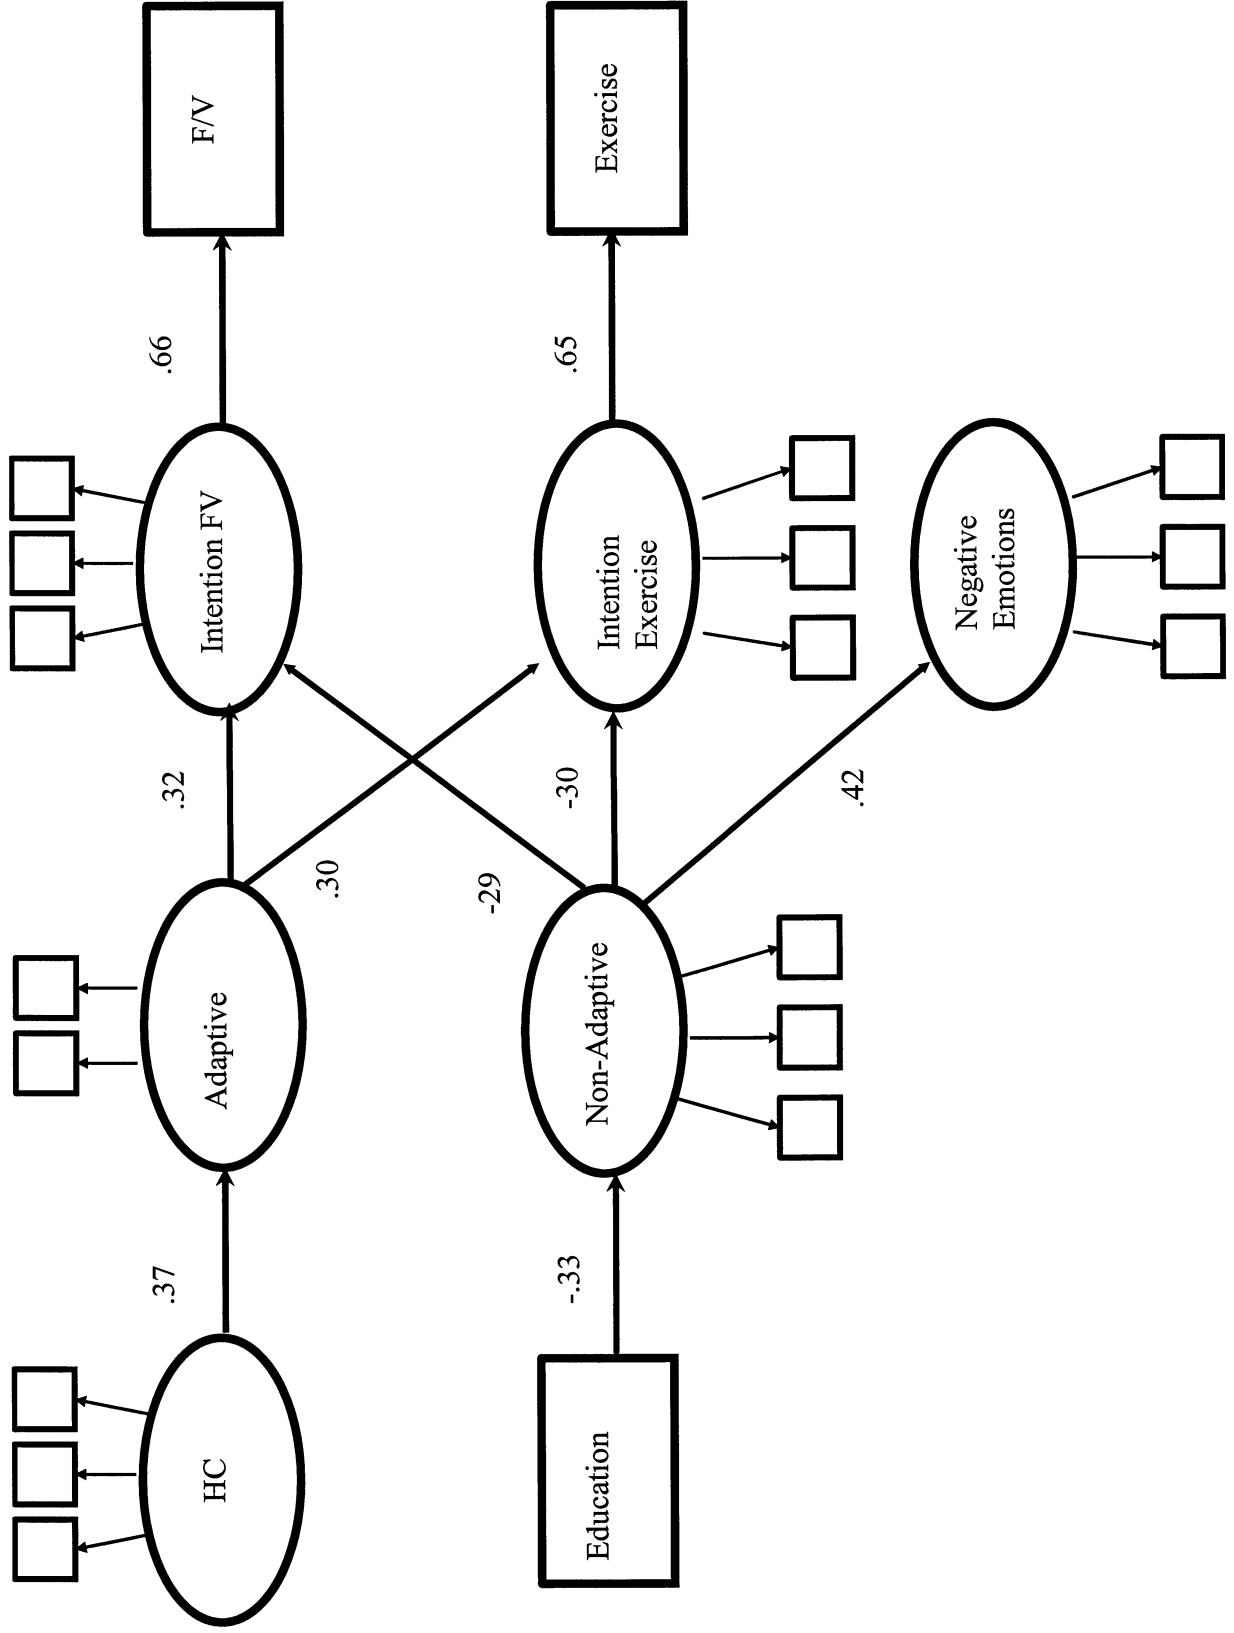 HC
.37
Adaptive
.32
.30
Intention FV
.66
F/V
Education
-.33
Non-Adaptive
-29
-30
.42
Intention
Exercise
.65
Exercise
Negative
Emotions